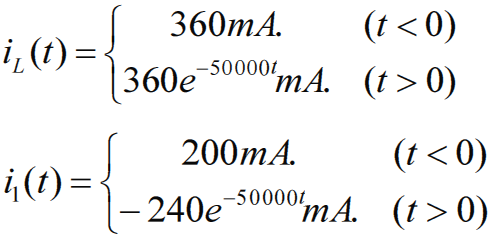 i_L(t) = { 360mA. (t < 0)
360e^{-50000t}mA. (t > 0)
i_1(t) = { 200mA. (t < 0)
-240e^{-50000t}mA. (t > 0)